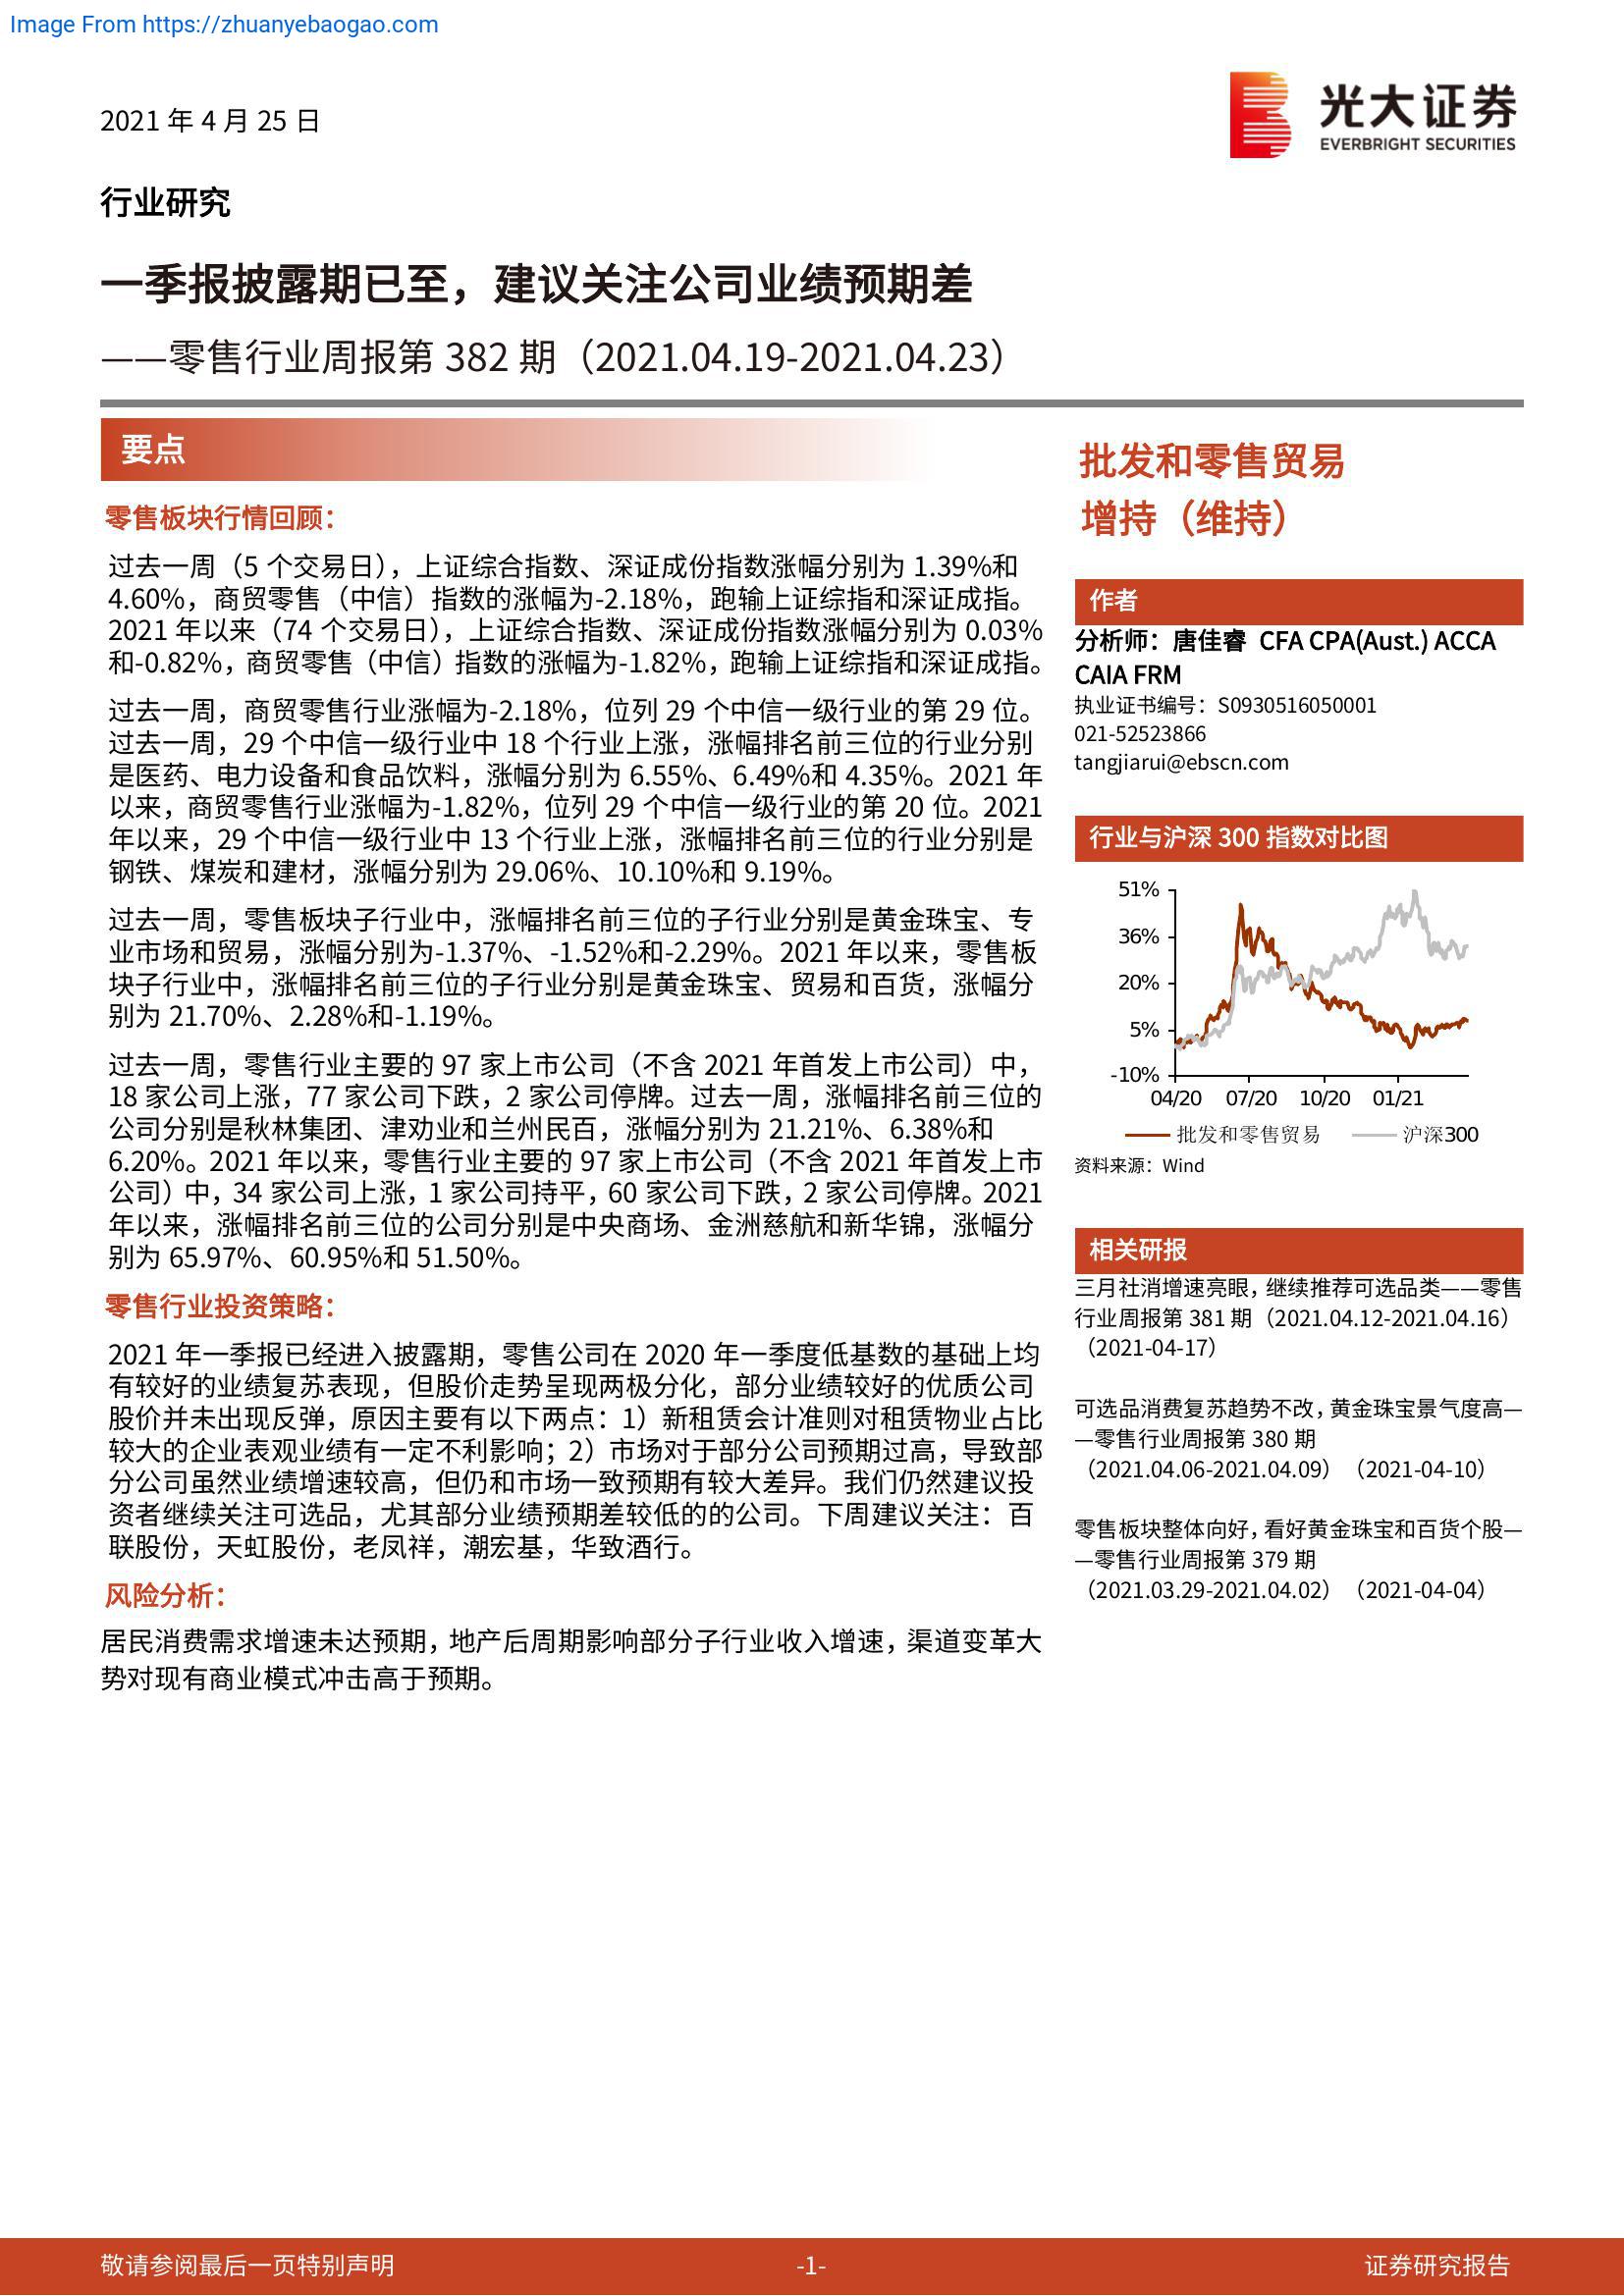 Image From https://zhuanyebaogao.com
2021 年 4 月 25 日
光大证券
EVERBRIGHT SECURITIES
行业研究
一季报披露期已至，建议关注公司业绩预期差
——零售行业周报第 382 期（2021.04.19-2021.04.23）
要点
零售板块行情回顾：
过去一周（5 个交易日），上证综合指数、深证成份指数涨幅分别为 1.39%和
4.60%，商贸零售（中信）指数的涨幅为-2.18%，跑输上证综指和深证成指。
2021 年以来（74 个交易日），上证综合指数、深证成份指数涨幅分别为 0.03%
和-0.82%，商贸零售（中信）指数的涨幅为-1.82%，跑输上证综指和深证成指。
过去一周，商贸零售行业涨幅为-2.18%，位列 29 个中信一级行业的第 29 位。
过去一周，29 个中信一级行业中 18 个行业上涨，涨幅排名前三位的行业分别
是医药、电力设备和食品饮料，涨幅分别为 6.55%、6.49%和 4.35%。2021 年
以来，商贸零售行业涨幅为-1.82%，位列 29 个中信一级行业的第 20 位。2021
年以来，29 个中信一级行业中 13 个行业上涨，涨幅排名前三位的行业分别是
钢铁、煤炭和建材，涨幅分别为 29.06%、10.10%和 9.19%。
过去一周，零售板块子行业中，涨幅排名前三位的子行业分别是黄金珠宝、专
业市场和贸易，涨幅分别为-1.37%、-1.52%和-2.29%。2021 年以来，零售板
块子行业中，涨幅排名前三位的子行业分别是黄金珠宝、贸易和百货，涨幅分
别为 21.70%、2.28%和-1.19%。
过去一周，零售行业主要的 97 家上市公司（不含 2021 年首发上市公司）中，
18 家公司上涨，77 家公司下跌，2 家公司停牌。过去一周，涨幅排名前三位的
公司分别是秋林集团、津劝业和兰州民百，涨幅分别为 21.21%、6.38%和
6.20%。2021 年以来，零售行业主要的 97 家上市公司（不含 2021 年首发上市
公司）中，34 家公司上涨，1 家公司持平，60 家公司下跌，2 家公司停牌。2021
年以来，涨幅排名前三位的公司分别是中央商场、金洲慈航和新华锦，涨幅分
别为 65.97%、60.95%和 51.50%。
零售行业投资策略：
2021 年一季报已经进入披露期，零售公司在 2020 年一季度低基数的基础上均
有较好的业绩复苏表现，但股价走势呈现两极分化，部分业绩较好的优质公司
股价并未出现反弹，原因主要有以下两点：1）新租赁会计准则对租赁物业占比
较大的企业表观业绩有一定不利影响；2）市场对于部分公司预期过高，导致部
分公司虽然业绩增速较高，但仍和市场一致预期有较大差异。我们仍然建议投
资者继续关注可选品，尤其部分业绩预期差较低的的公司。下周建议关注：百
联股份，天虹股份，老凤祥，潮宏基，华致酒行。
风险分析：
居民消费需求增速未达预期，地产后周期影响部分子行业收入增速，渠道变革大
势对现有商业模式冲击高于预期。
批发和零售贸易
增持（维持）
作者
分析师：唐佳睿 CFA CPA(Aust.) ACCA
CAIA FRM
执业证书编号：S0930516050001
021-52523866
tangjiarui@ebscn.com
行业与沪深 300 指数对比图
51%
36%
20%
5%
-10%
04/20 07/20 10/20 01/21
批发和零售贸易 沪深300
资料来源：Wind
相关研报
三月社消增速亮眼，继续推荐可选品类——零售
行业周报第 381 期（2021.04.12-2021.04.16）
（2021-04-17）
可选品消费复苏趋势不改，黄金珠宝景气度高—
—零售行业周报第 380 期
（2021.04.06-2021.04.09）（2021-04-10）
零售板块整体向好，看好黄金珠宝和百货个股—
—零售行业周报第 379 期
（2021.03.29-2021.04.02）（2021-04-04）
敬请参阅最后一页特别声明 -1- 证券研究报告